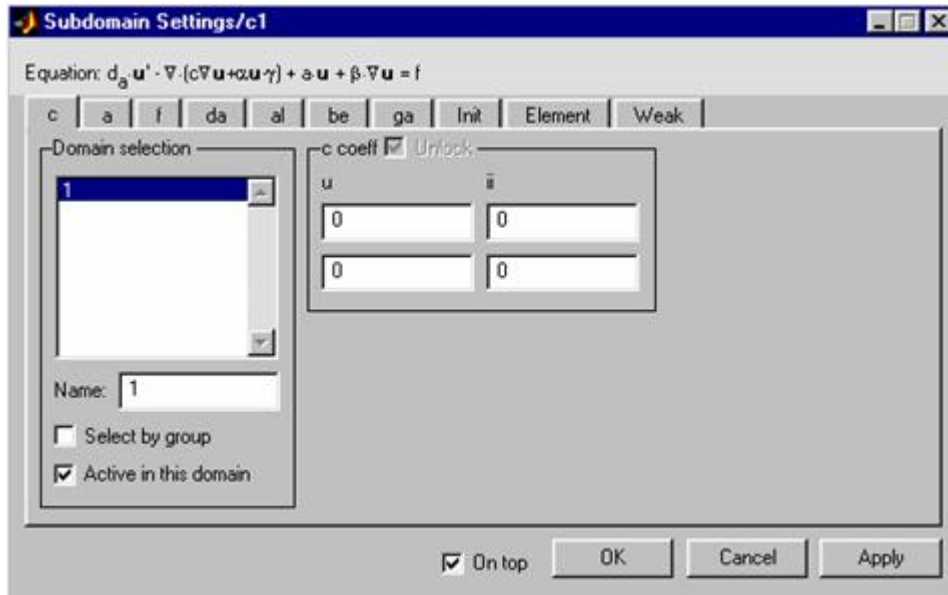 Subdomain Settings/c1
Equation: dₐ·u' - ∇·(c∇u+αu-γ) + a·u + β·∇u = f
c a f da al be ga Init Element Weak
Domain selection
1
Name: 1
Select by group
Active in this domain
c coeff Unlock
u
0 0
0 0
On top OK Cancel Apply